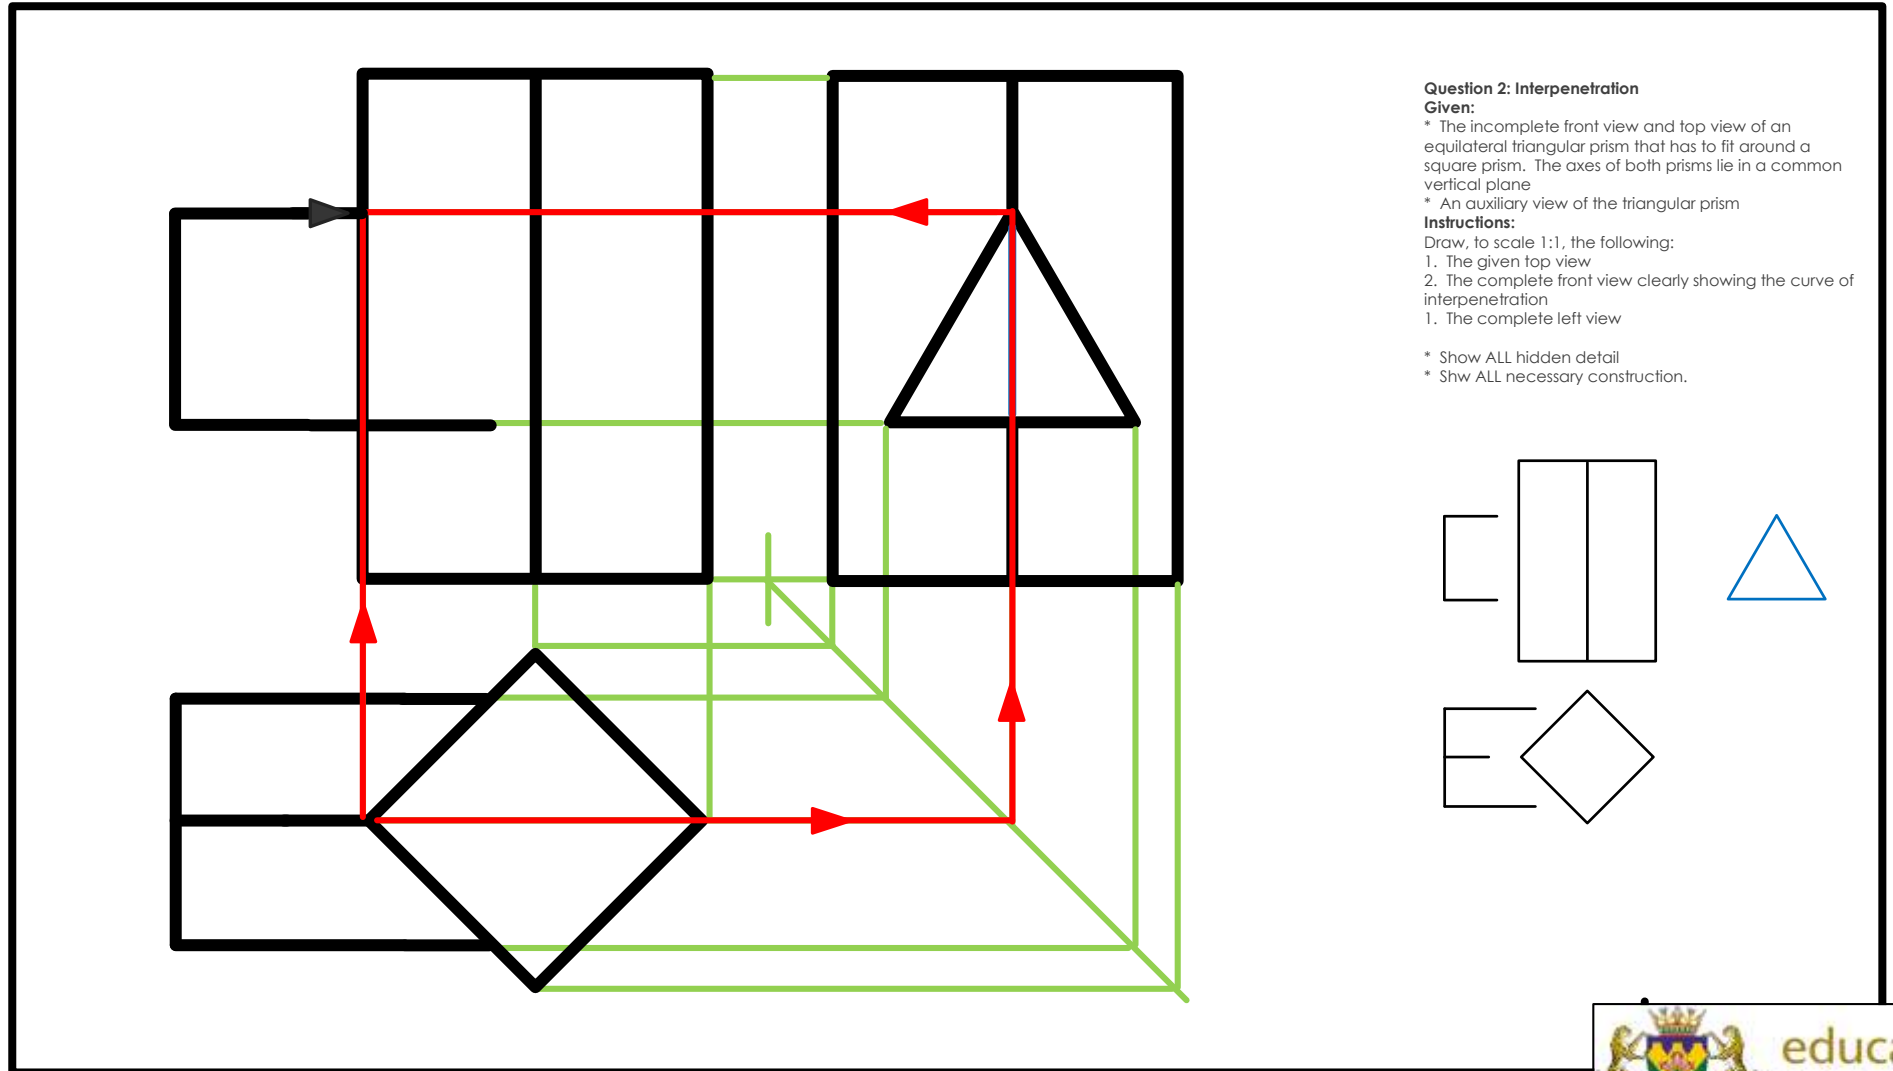 Question 2: Interpenetration
Given:
* The incomplete front view and top view of an
equilateral triangular prism that has to fit around a
square prism. The axes of both prisms lie in a common
vertical plane
* An auxiliary view of the triangular prism
Instructions:
Draw, to scale 1:1, the following:
1. The given top view
2. The complete front view clearly showing the curve of
interpenetration
1. The complete left view
* Show ALL hidden detail
* Shw ALL necessary construction.